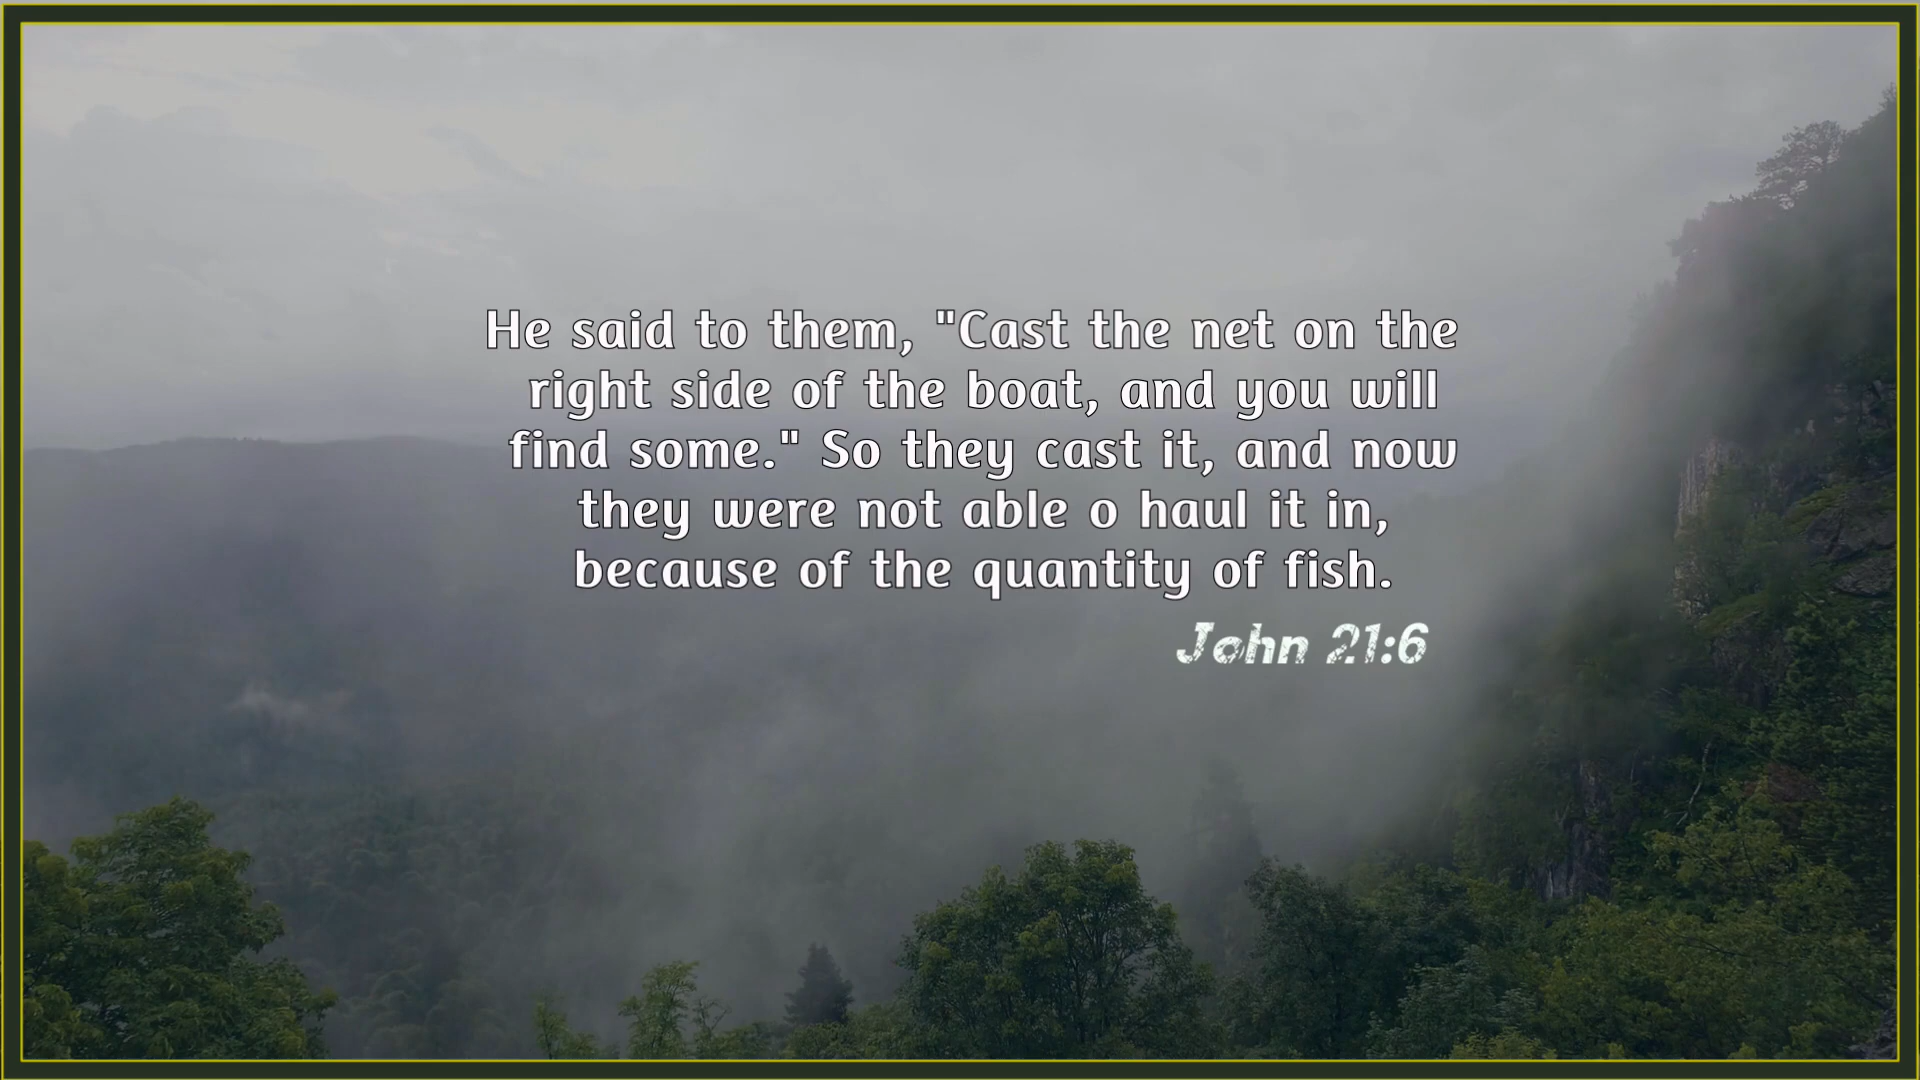 He said to them, "Cast the net on the
right side of the boat, and you will
find some." So they cast it, and now
they were not able o haul it in,
because of the quantity of fish.
John 21:6